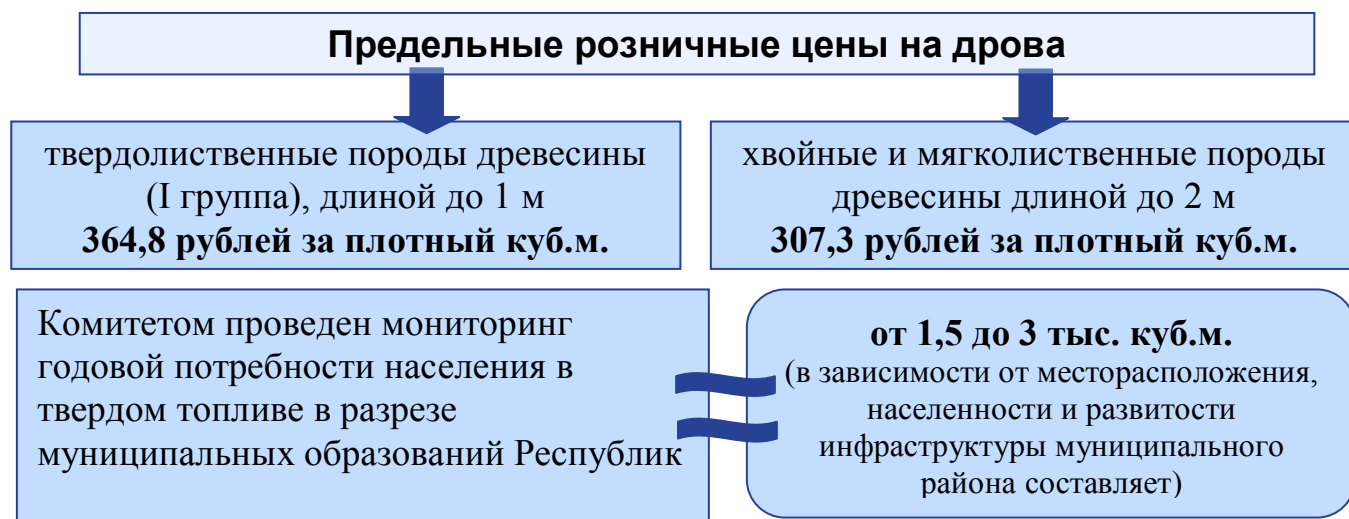 Предельные розничные цены на дрова
твердолиственные породы древесины
(I группа), длиной до 1 м
364,8 рублей за плотный куб.м.
хвойные и мягколиственные породы
древесины длиной до 2 м
307,3 рублей за плотный куб.м.
Комитетом проведен мониторинг
годовой потребности населения в
твердом топливе в разрезе
муниципальных образований Республик
от 1,5 до 3 тыс. куб.м.
(в зависимости от месторасположения,
населенности и развитости
инфраструктуры муниципального
района составляет)